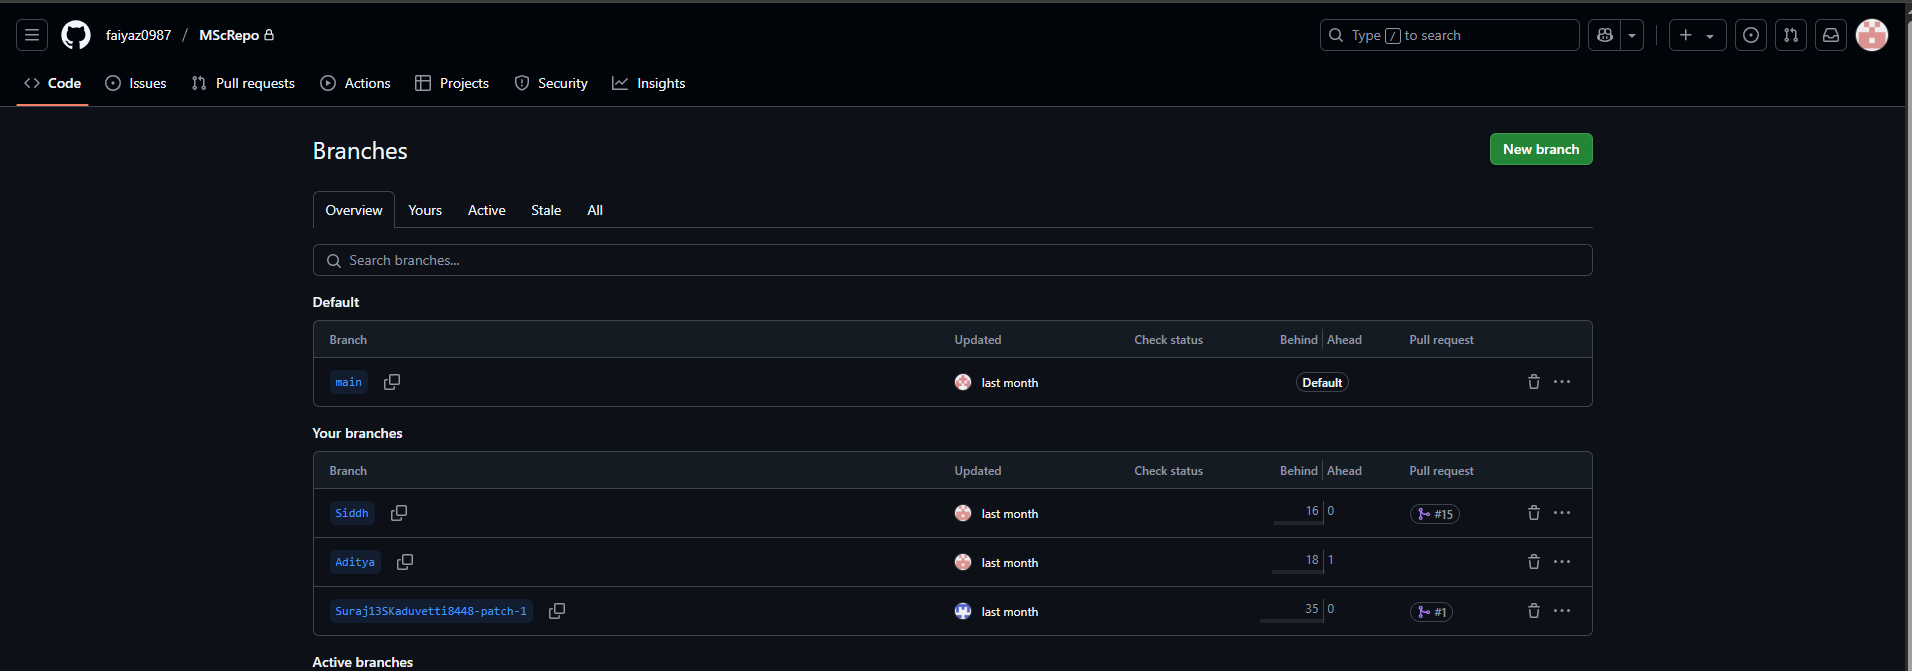 faiyaz0987 / MScRepo
Type / to search
Code Issues Pull requests Actions Projects Security Insights
Branches
New branch
Overview Yours Active Stale All
Search branches...
Default
Branch Updated Check status Behind Ahead Pull request
main last month Default
Your branches
Branch Updated Check status Behind Ahead Pull request
Siddh last month 16 0 #15
Aditya last month 18 1
Suraj13SKaduvetti8448-patch-1 last month 35 0 #1
Active branches